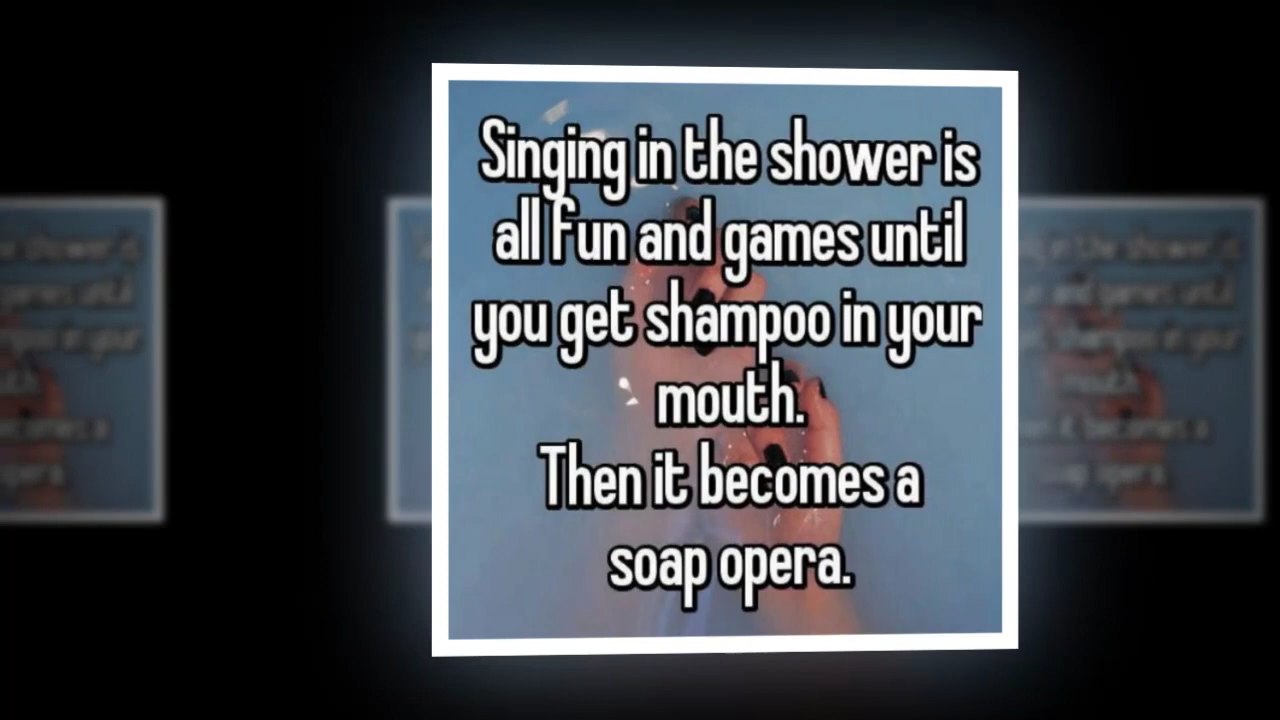 Singing in the shower is
all fun and games until
you get shampoo in your
mouth.
Then it becomes a
soap opera.